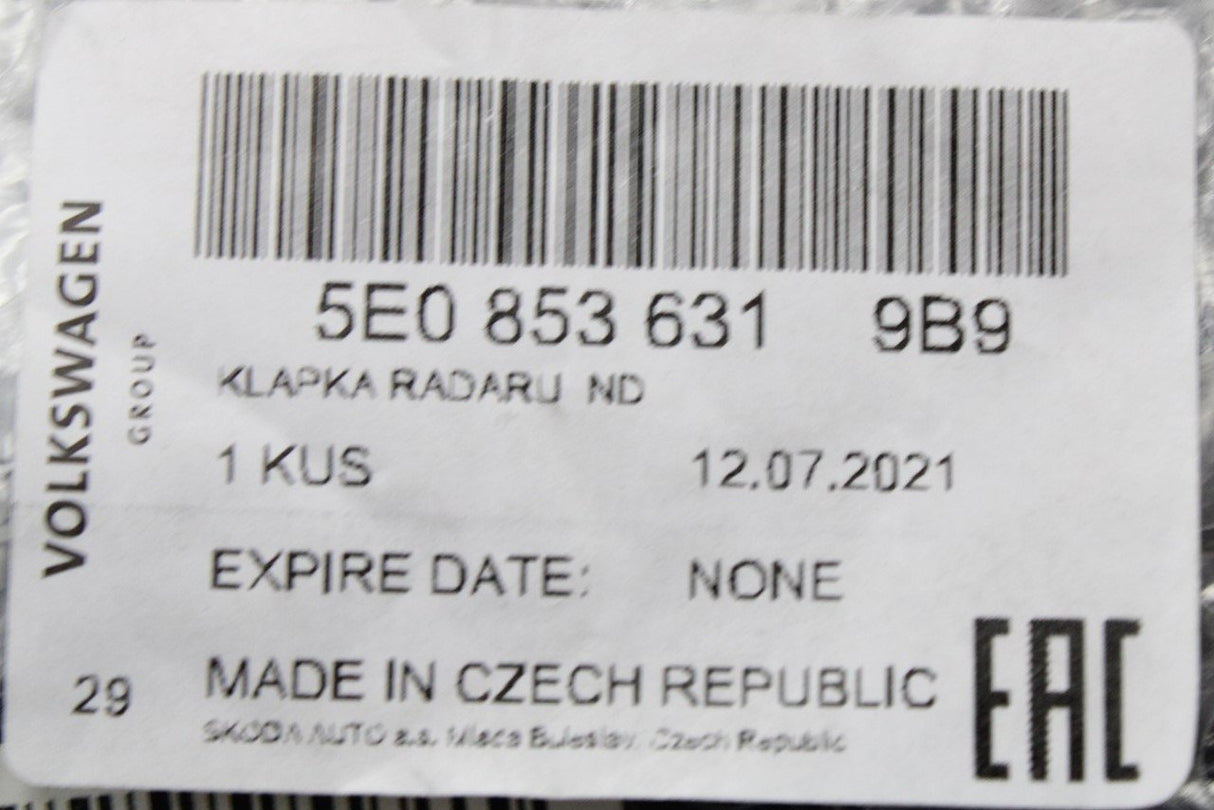 VOLKSWAGEN
GROUP
5E0 853 631 9B9
KLAPKA RADARU ND
1 KUS 12.07.2021
EXPIRE DATE: NONE
29 MADE IN CZECH REPUBLIC
SKODA AUTO a.s. Mlada Boleslav, Czech Republic
EAC